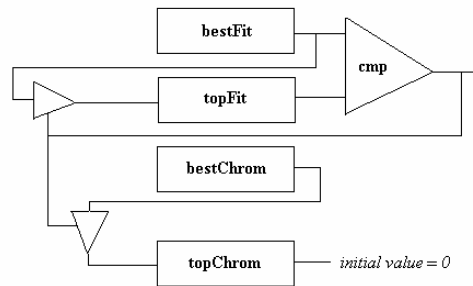 bestFit
cmp
topFit
bestChrom
topChrom
initial value = 0